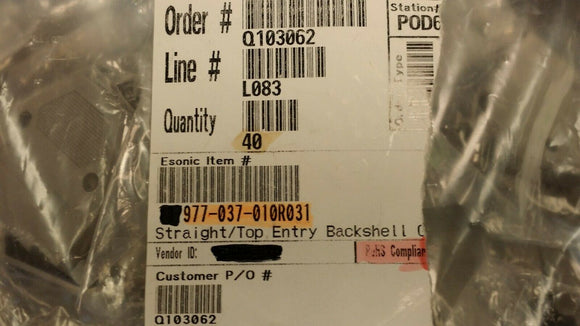 Order #
Q103062
Station#
POD6
Line #
L083
Type
Quantity
40
Esonic Item #
977-037-010R031
Straight/Top Entry Backshell
Vendor ID:
RoHS Complian
Customer P/O #
Q103062